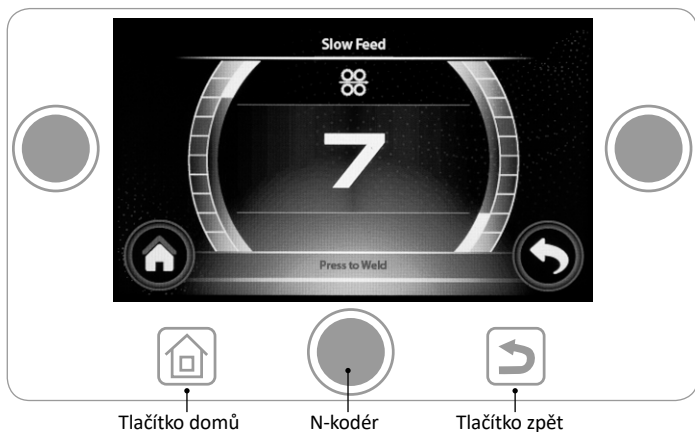 Slow Feed
7
Press to Weld
Tlačítko domů
N-kodér
Tlačítko zpět